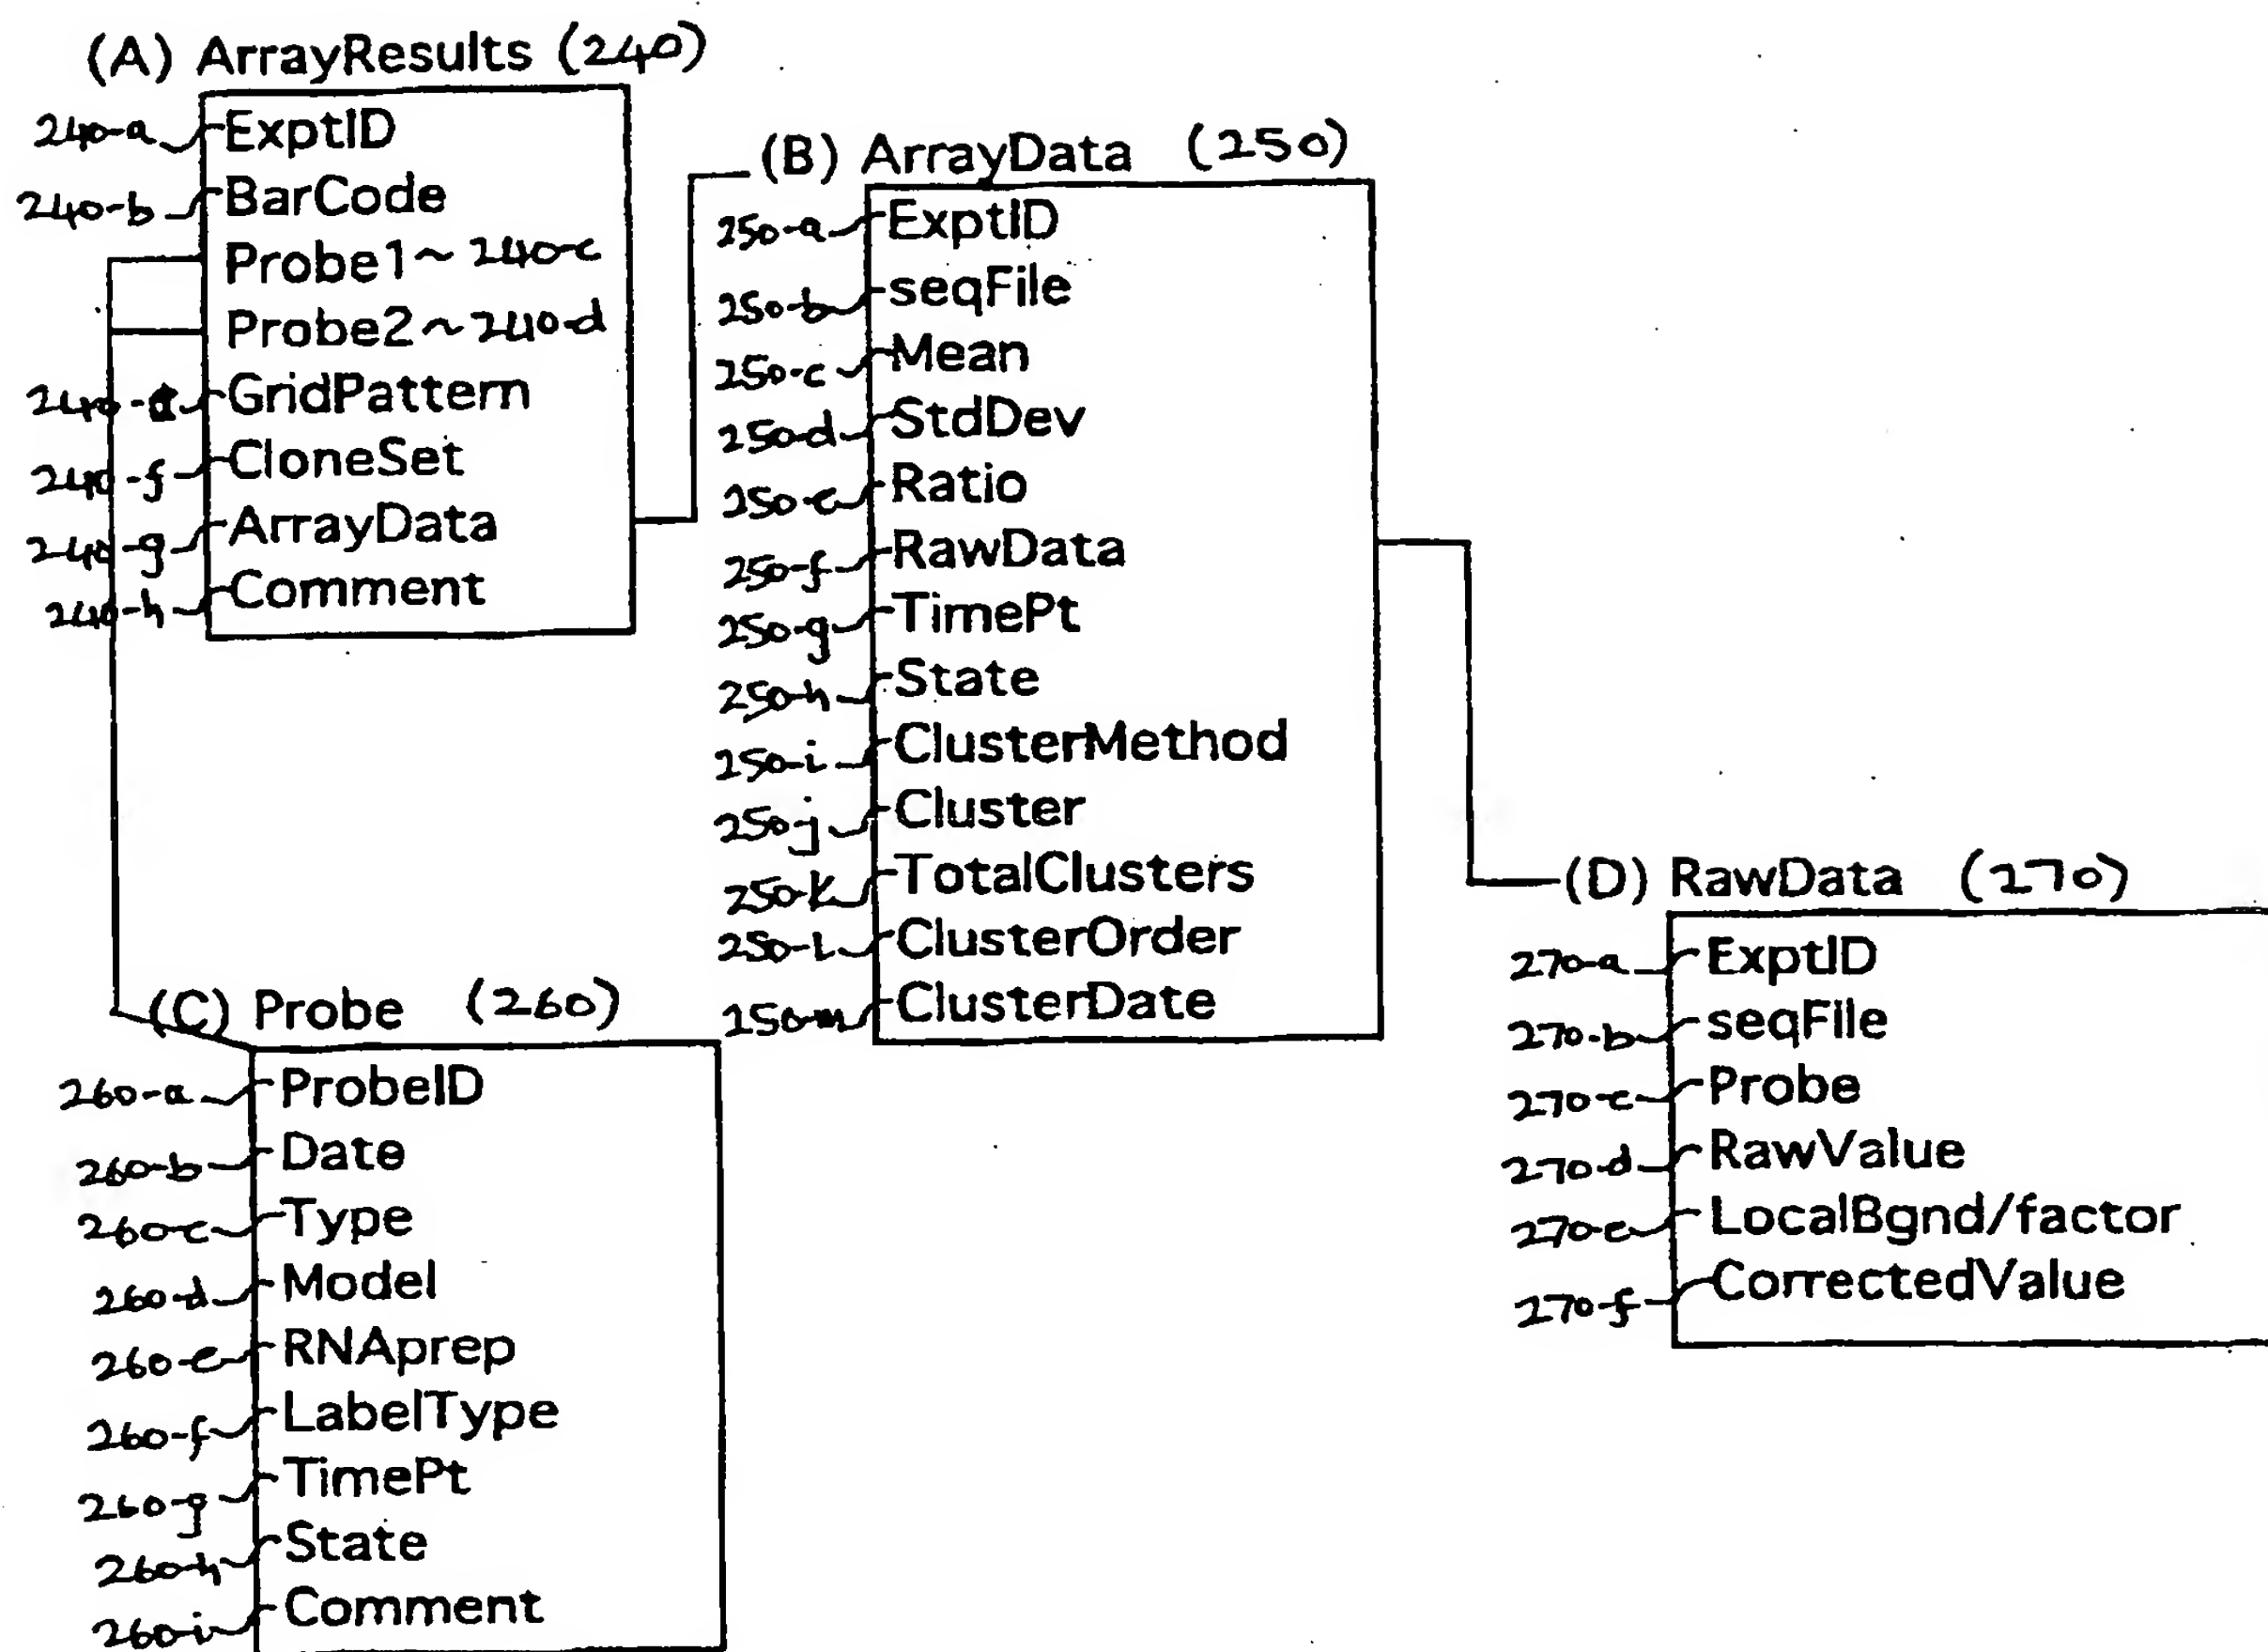 (A) ArrayResults (240)
240-a ExptID
240-b BarCode
Probe1 ~ 240-c
Probe2 ~ 240-d
GridPattern
240-f CloneSet
240-g ArrayData
240-h Comment
(B) ArrayData (250)
250-a ExptID
250-b seqFile
250-c Mean
250-d StdDev
250-e Ratio
250-f RawData
250-g TimePt
250-h State
250-i ClusterMethod
250-j Cluster
250-k TotalClusters
250-l ClusterOrder
250-m ClusterDate
(C) Probe (260)
260-a ProbeID
260-b Date
260-c Type
260-d Model
260-e RNAprep
260-f LabelType
260-g TimePt
260-h State
260-i Comment
(D) RawData (270)
270-a ExptID
270-b seqFile
270-c Probe
270-d RawValue
270-e LocalBgnd/factor
270-f CorrectedValue